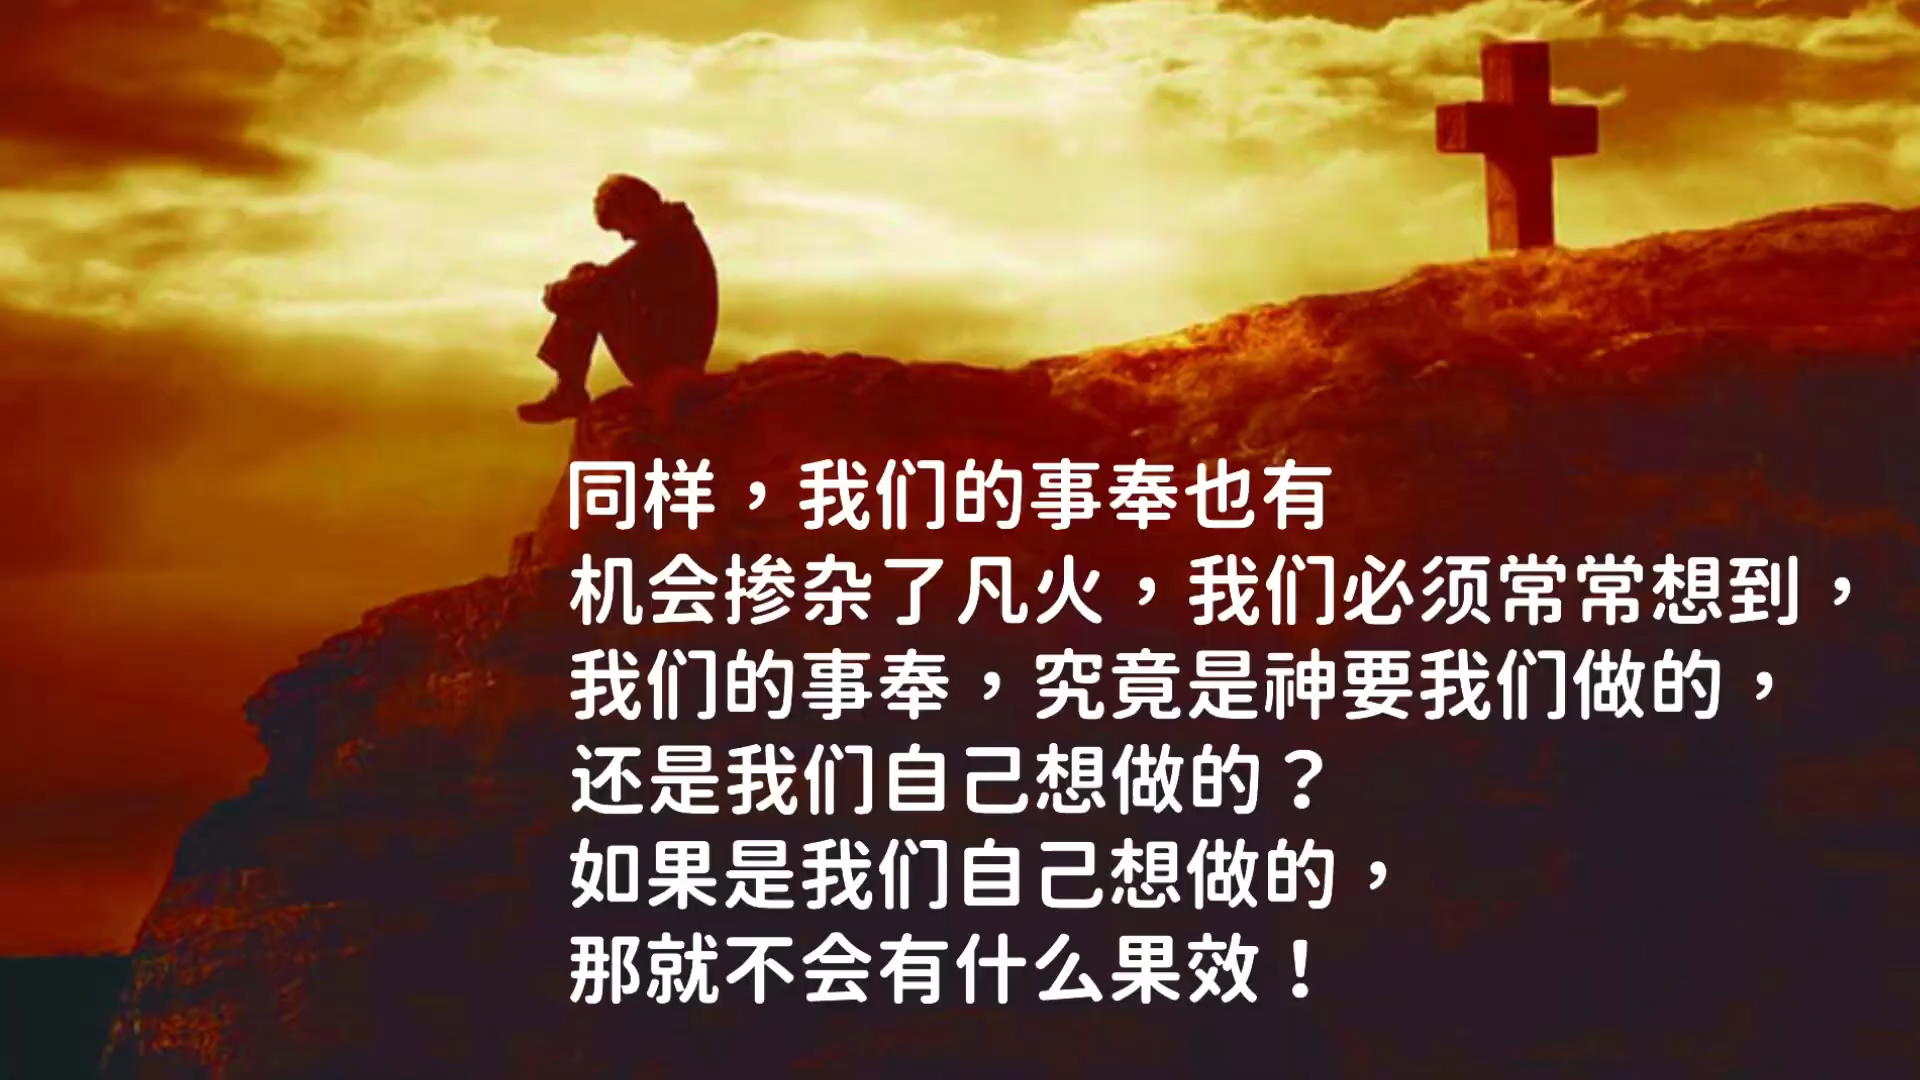 同样，我们的事奉也有
机会掺杂了凡火，我们必须常常想到，
我们的事奉，究竟是神要我们做的，
还是我们自己想做的？
如果是我们自己想做的，
那就不会有什么果效！